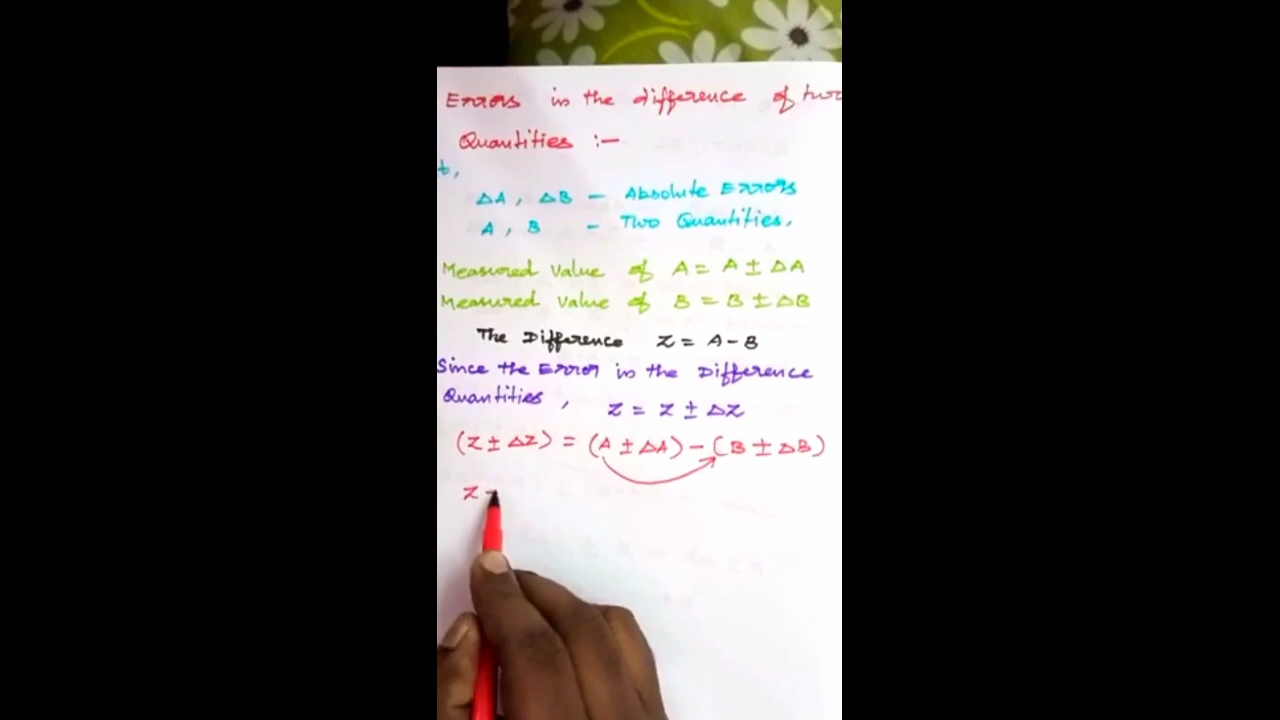 Errors in the difference of two
Quantities :-
t,
ΔA, ΔB - Absolute Errors
A, B - Two Quantities.
Measured Value of A = A ± ΔA
Measured Value of B = B ± ΔB
The Difference Z = A - B
Since the Error in the Difference
Quantities, Z = Z ± ΔZ
(Z ± ΔZ) = (A ± ΔA) - (B ± ΔB)
Z -